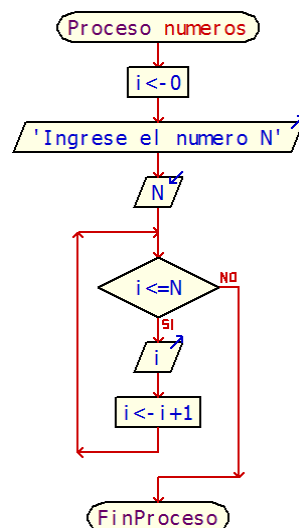 Proceso numeros
i<-0
'Ingrese el numero N'
N
i<=N
NO
SI
i
i<-i+1
FinProceso